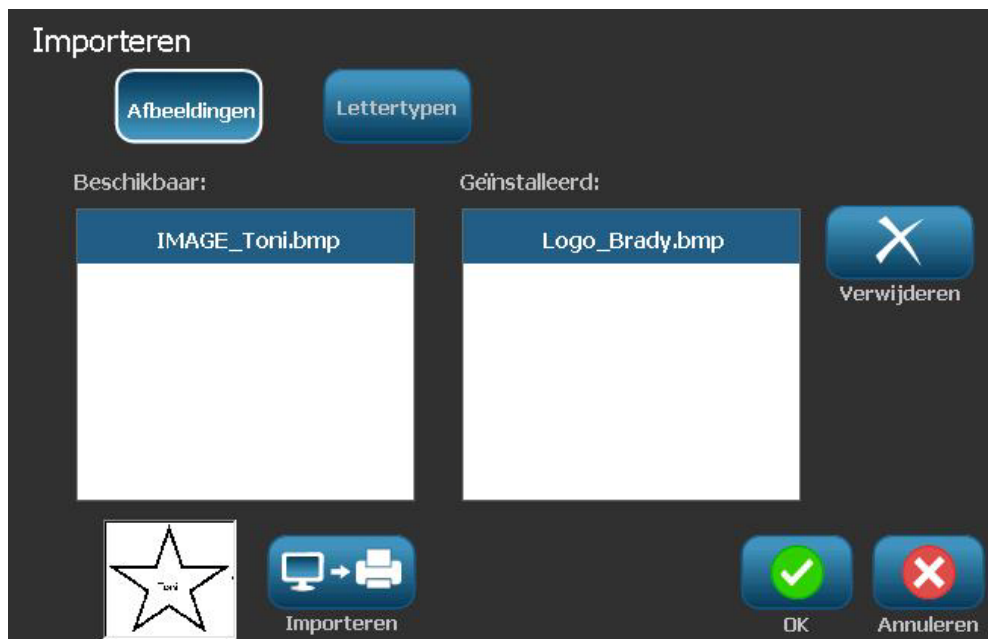 Importeren
Afbeeldingen
Lettertypen
Beschikbaar:
Geïnstalleerd:
IMAGE_Toni.bmp
Logo_Brady.bmp
Verwijderen
Toni
Importeren
OK
Annuleren